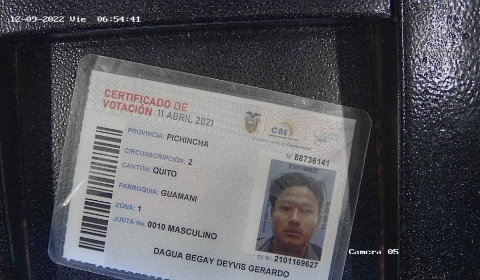 12-09-2022 Vie 06:54:41
CERTIFICADO DE
VOTACIÓN 11 ABRIL 2021
CNE
PROVINCIA: PICHINCHA
CIRCUNSCRIPCIÓN: 2
CANTÓN: QUITO
PARROQUIA: GUAMANI
ZONA: 1
JUNTA No. 0010 MASCULINO
N° 88736141
2101169627
CC N°: 2101169627
DAGUA BEGAY DEYVIS GERARDO
Camera 05